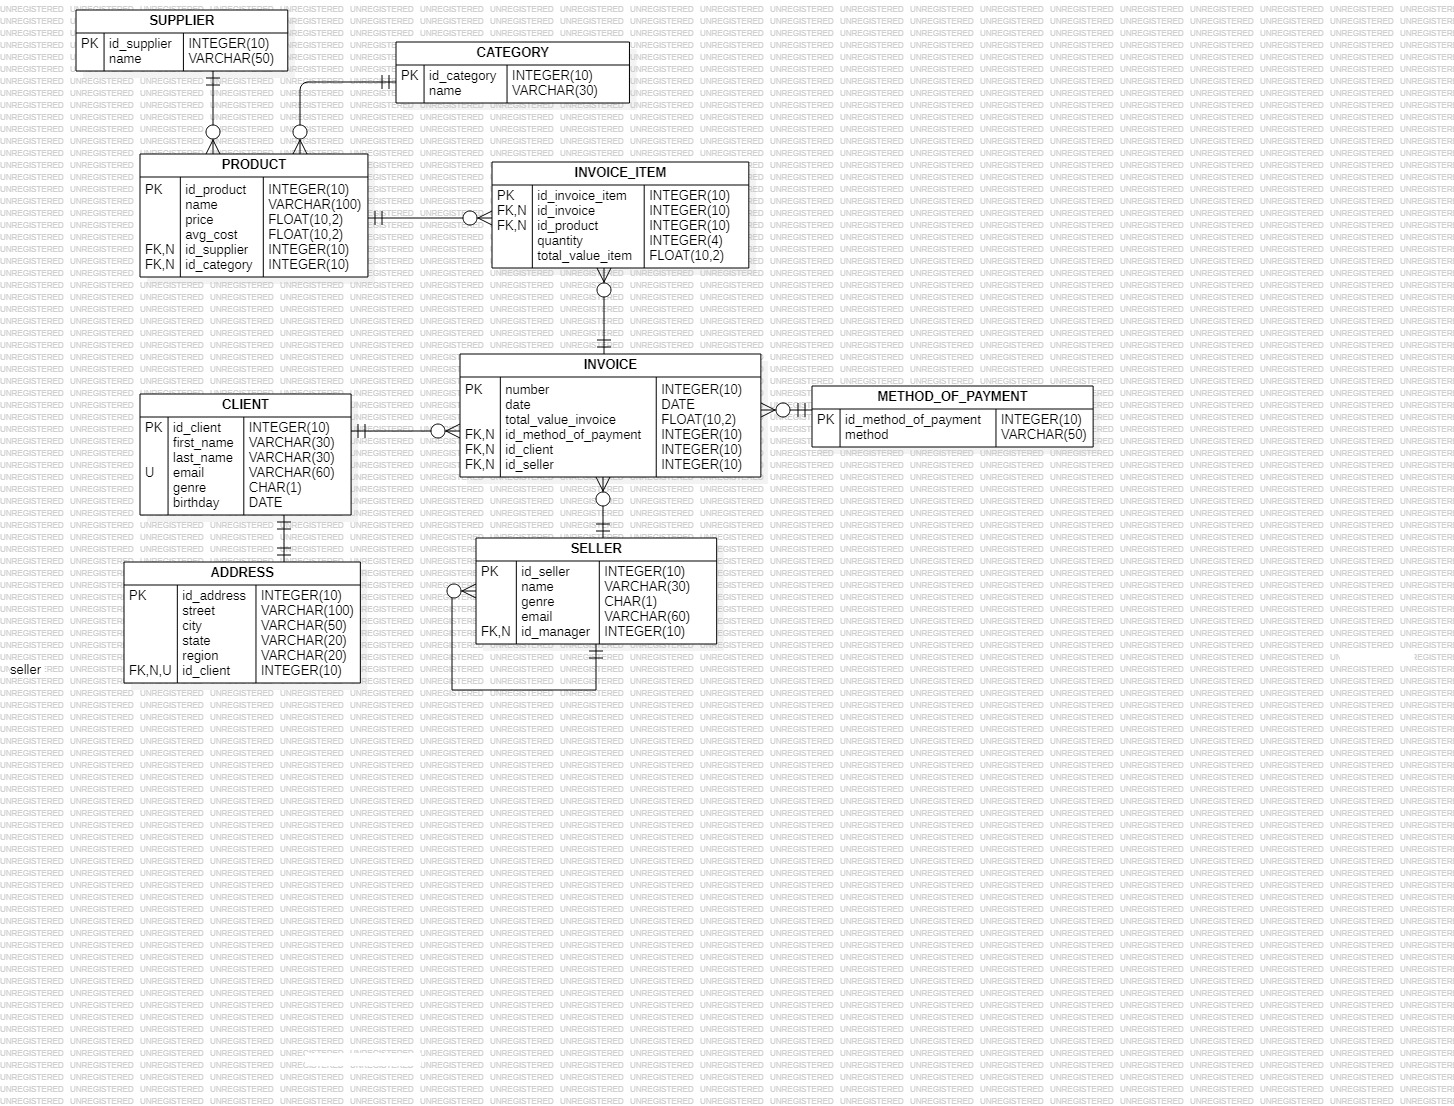 SUPPLIER
PK id_supplier INTEGER(10)
name VARCHAR(50)
CATEGORY
PK id_category INTEGER(10)
name VARCHAR(30)
PRODUCT
PK id_product INTEGER(10)
name VARCHAR(100)
price FLOAT(10,2)
avg_cost FLOAT(10,2)
FK,N id_supplier INTEGER(10)
FK,N id_category INTEGER(10)
INVOICE_ITEM
PK id_invoice_item INTEGER(10)
FK,N id_invoice INTEGER(10)
FK,N id_product INTEGER(10)
quantity INTEGER(4)
total_value_item FLOAT(10,2)
INVOICE
PK number INTEGER(10)
date DATE
total_value_invoice FLOAT(10,2)
FK,N id_method_of_payment INTEGER(10)
FK,N id_client INTEGER(10)
FK,N id_seller INTEGER(10)
METHOD_OF_PAYMENT
PK id_method_of_payment INTEGER(10)
method VARCHAR(50)
CLIENT
PK id_client INTEGER(10)
first_name VARCHAR(30)
last_name VARCHAR(30)
U email VARCHAR(60)
genre CHAR(1)
birthday DATE
ADDRESS
PK id_address INTEGER(10)
street VARCHAR(100)
city VARCHAR(50)
state VARCHAR(20)
region VARCHAR(20)
FK,N,U id_client INTEGER(10)
SELLER
PK id_seller INTEGER(10)
name VARCHAR(30)
genre CHAR(1)
email VARCHAR(60)
FK,N id_manager INTEGER(10)
seller
UNREGISTERED